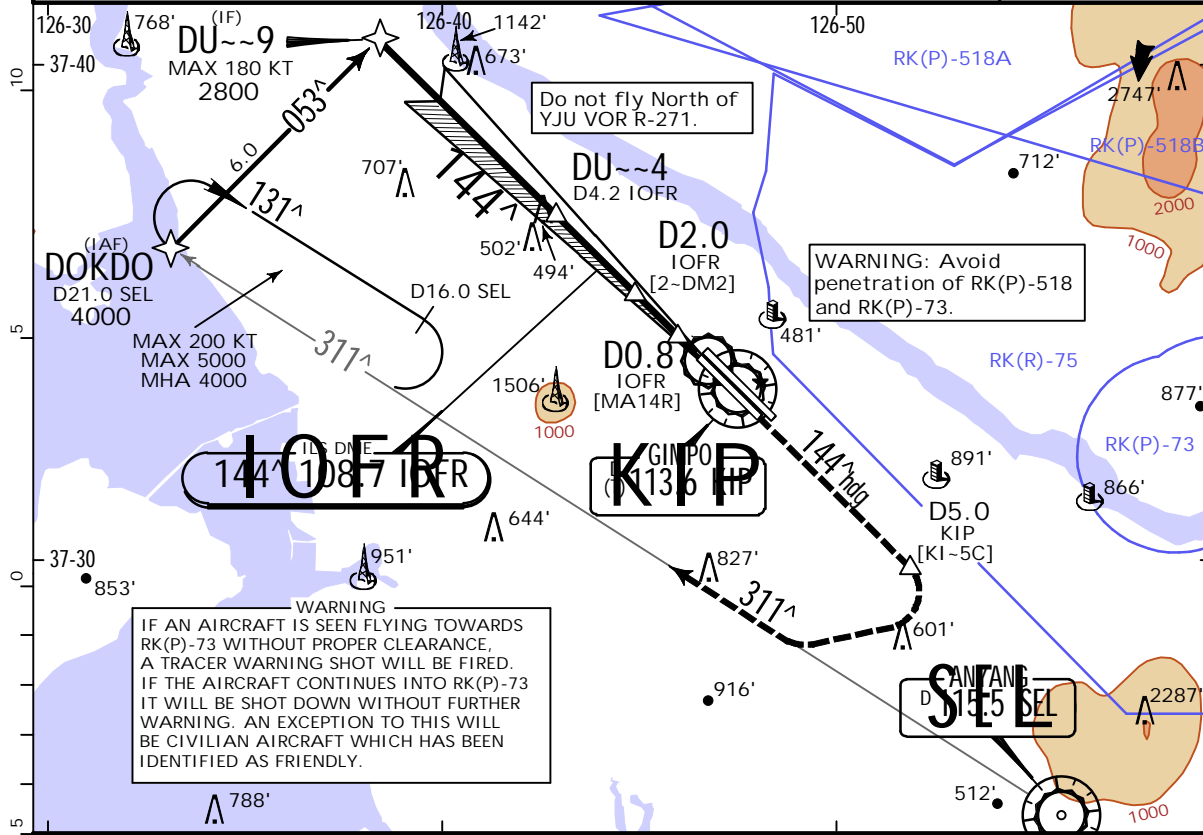 126-30
768'
(IF)
DU~~9
MAX 180 KT
2800
126-40
1142'
673'
126-50
RK(P)-518A
2747'
10
37-40
Do not fly North of
YJU VOR R-271.
RK(P)-518B
712'
053^
6.0
707'
144^
DU~~4
D4.2 IOFR
2000
131^
502'
494'
D2.0
IOFR
[2~DM2]
1000
(IAF)
DOKDO
D21.0 SEL
4000
D16.0 SEL
WARNING: Avoid
penetration of RK(P)-518
and RK(P)-73.
MAX 200 KT
MAX 5000
MHA 4000
5
311^
481'
D0.8
IOFR
[MA14R]
RK(R)-75
1506'
1000
877'
RK(P)-73
IOFR
ILS DME
144^ 108.7 IOFR
KIP
GIMPO
(T) 113.6 KIP
144^hdg
891'
866'
644'
D5.0
KIP
[KI~5C]
37-30
0
951'
853'
827'
311^
601'
WARNING
IF AN AIRCRAFT IS SEEN FLYING TOWARDS
RK(P)-73 WITHOUT PROPER CLEARANCE,
A TRACER WARNING SHOT WILL BE FIRED.
IF THE AIRCRAFT CONTINUES INTO RK(P)-73
IT WILL BE SHOT DOWN WITHOUT FURTHER
WARNING. AN EXCEPTION TO THIS WILL
BE CIVILIAN AIRCRAFT WHICH HAS BEEN
IDENTIFIED AS FRIENDLY.
916'
SEL
ANYANG
D 115.5 SEL
2287'
788'
512'
1000
5